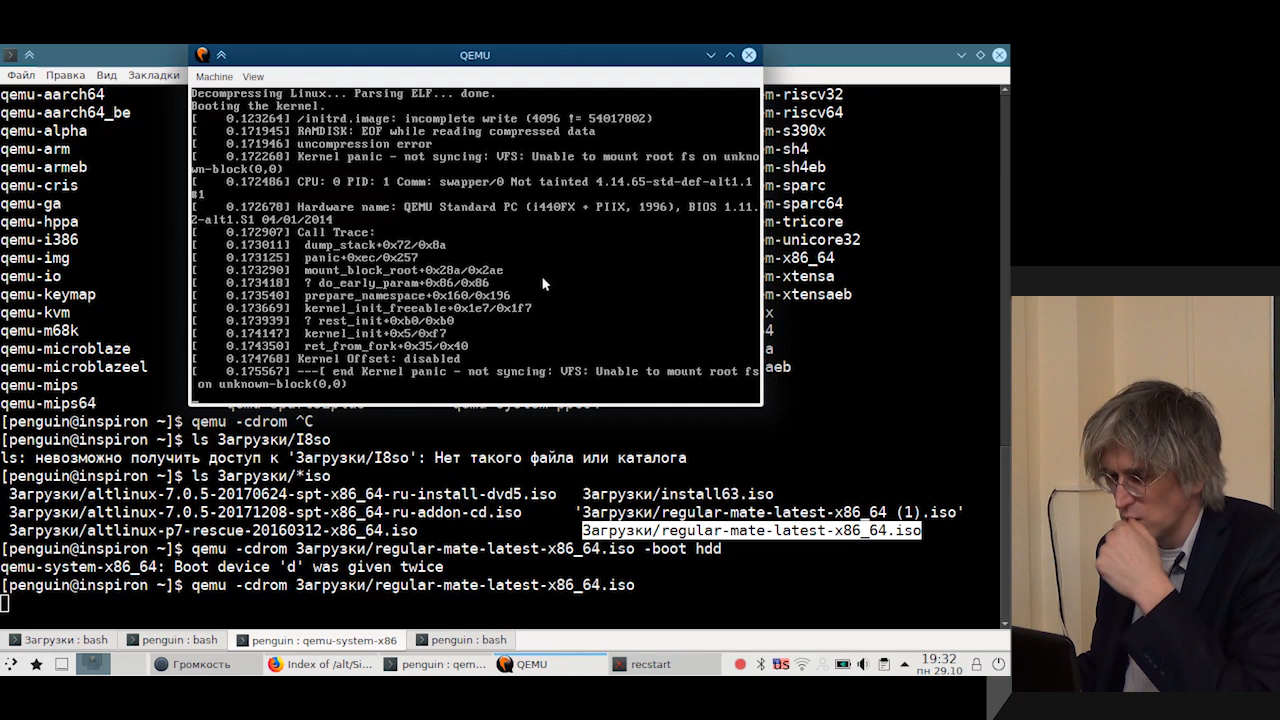 QEMU
Файл Правка Вид Закладки
Machine View
Decompressing Linux... Parsing ELF... done.
Booting the kernel.
[    0.123264] /initrd.image: incomplete write (4096 != 54017802)
[    0.171945] RAMDISK: EOF while reading compressed data
[    0.171946] uncompression error
[    0.172268] Kernel panic - not syncing: VFS: Unable to mount root fs on unkno
wn-block(0,0)
[    0.172486] CPU: 0 PID: 1 Comm: swapper/0 Not tainted 4.14.65-std-def-alt1.1
#1
[    0.172678] Hardware name: QEMU Standard PC (i440FX + PIIX, 1996), BIOS 1.11.
2-alt1.S1 04/01/2014
[    0.172907] Call Trace:
[    0.173011]  dump_stack+0x72/0x8a
[    0.173125]  panic+0xec/0x257
[    0.173290]  mount_block_root+0x28a/0x2ae
[    0.173418]  ? do_early_param+0x86/0x86
[    0.173540]  prepare_namespace+0x160/0x196
[    0.173669]  kernel_init_freeable+0x1e7/0x1f7
[    0.173939]  ? rest_init+0xb0/0xb0
[    0.174147]  kernel_init+0x5/0xf7
[    0.174350]  ret_from_fork+0x35/0x40
[    0.174768] Kernel Offset: disabled
[    0.175567] ---[ end Kernel panic - not syncing: VFS: Unable to mount root fs
on unknown-block(0,0)
qemu-aarch64
qemu-aarch64_be
qemu-alpha
qemu-arm
qemu-armeb
qemu-cris
qemu-ga
qemu-hppa
qemu-i386
qemu-img
qemu-io
qemu-keymap
qemu-kvm
qemu-m68k
qemu-microblaze
qemu-microblazeel
qemu-mips
qemu-mips64
m-riscv32
m-riscv64
m-s390x
m-sh4
m-sh4eb
m-sparc
m-sparc64
m-tricore
m-unicore32
m-x86_64
m-xtensa
m-xtensaeb
x
4
a
aeb
[penguin@inspiron ~]$ qemu -cdrom ^C
[penguin@inspiron ~]$ ls Загрузки/I8so
ls: невозможно получить доступ к 'Загрузки/I8so': Нет такого файла или каталога
[penguin@inspiron ~]$ ls Загрузки/*iso
Загрузки/altlinux-7.0.5-20170624-spt-x86_64-ru-install-dvd5.iso Загрузки/install63.iso
Загрузки/altlinux-7.0.5-20171208-spt-x86_64-ru-addon-cd.iso 'Загрузки/regular-mate-latest-x86_64 (1).iso'
Загрузки/altlinux-p7-rescue-20160312-x86_64.iso Загрузки/regular-mate-latest-x86_64.iso
[penguin@inspiron ~]$ qemu -cdrom Загрузки/regular-mate-latest-x86_64.iso -boot hdd
qemu-system-x86_64: Boot device 'd' was given twice
[penguin@inspiron ~]$ qemu -cdrom Загрузки/regular-mate-latest-x86_64.iso
Загрузки : bash penguin : bash penguin : qemu-system-x86 penguin : bash
Громкость Index of /alt/Si... penguin : qem... QEMU recstart us 19:32
пн 29.10